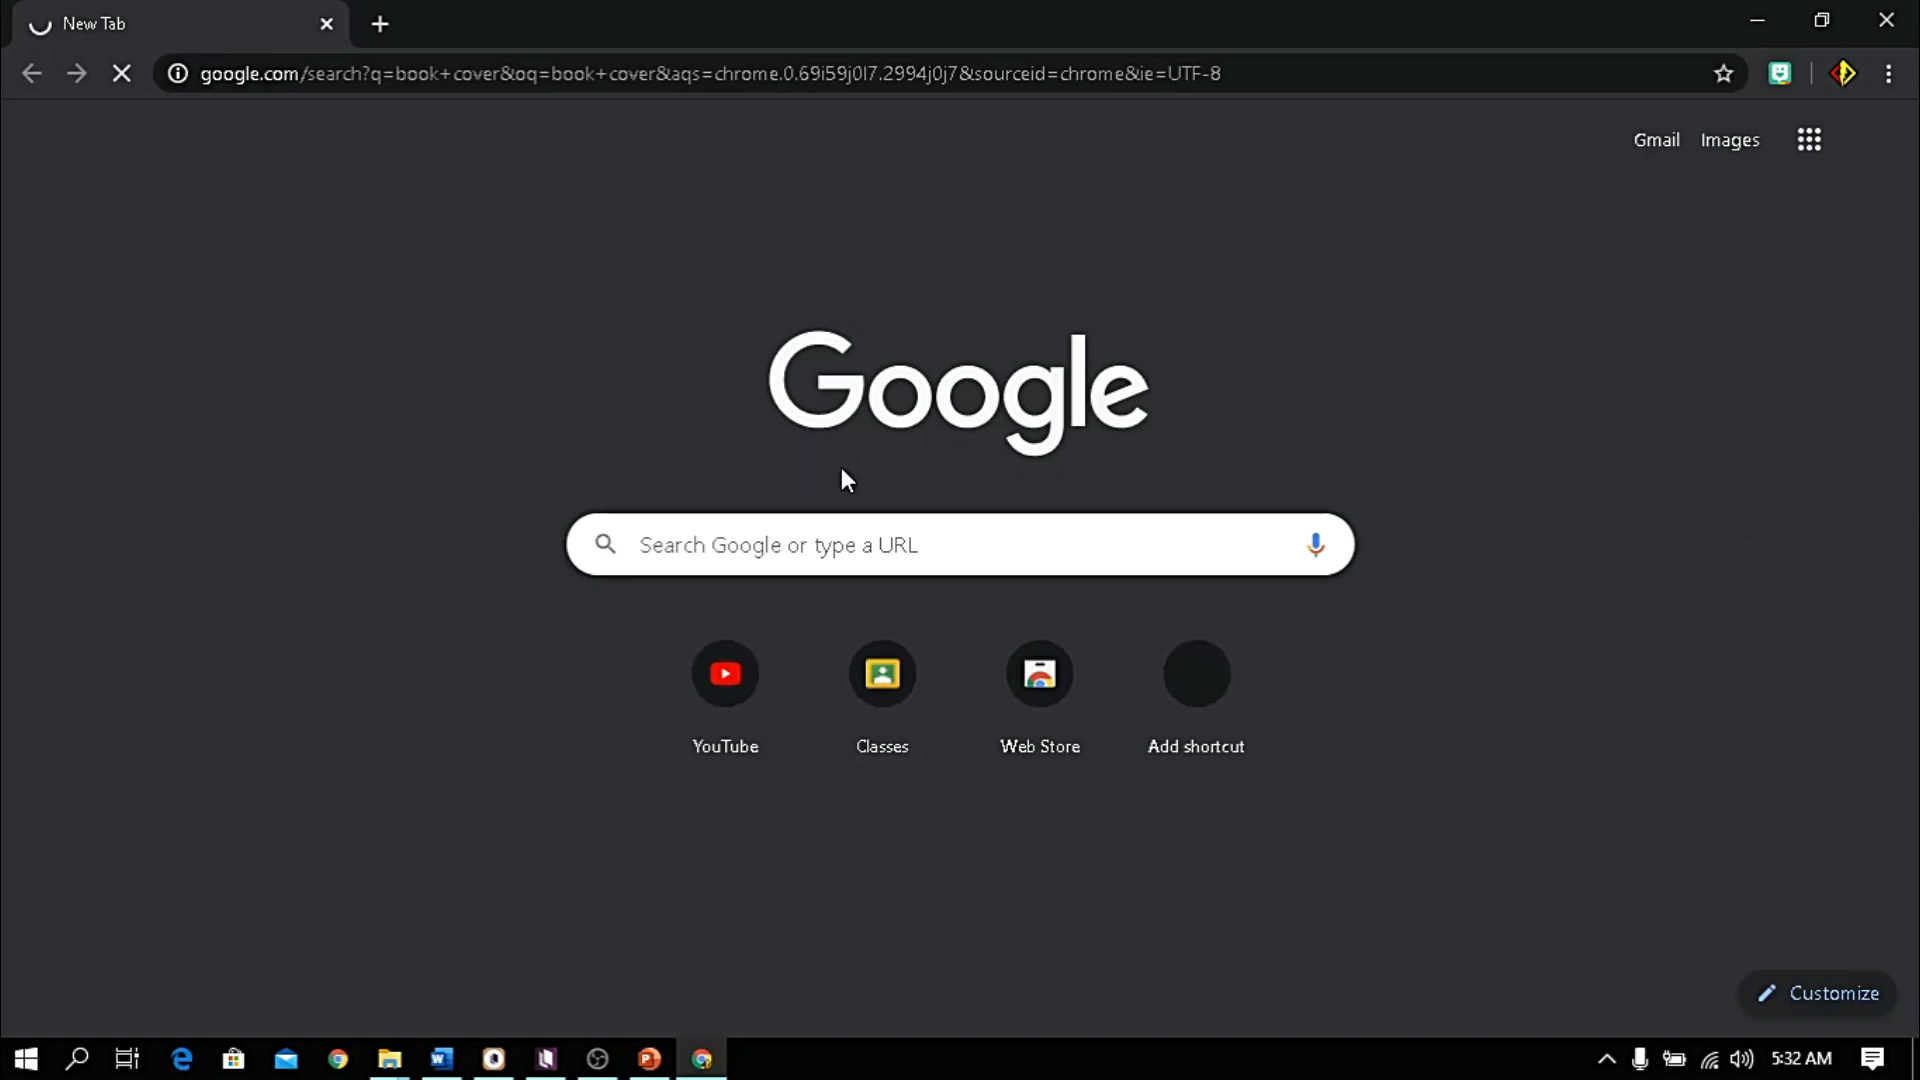 New Tab
google.com/search?q=book+cover&oq=book+cover&aqs=chrome.0.69i59j0l7.2994j0j7&sourceid=chrome&ie=UTF-8
Gmail Images
Google
Search Google or type a URL
YouTube Classes Web Store Add shortcut
Customize
5:32 AM